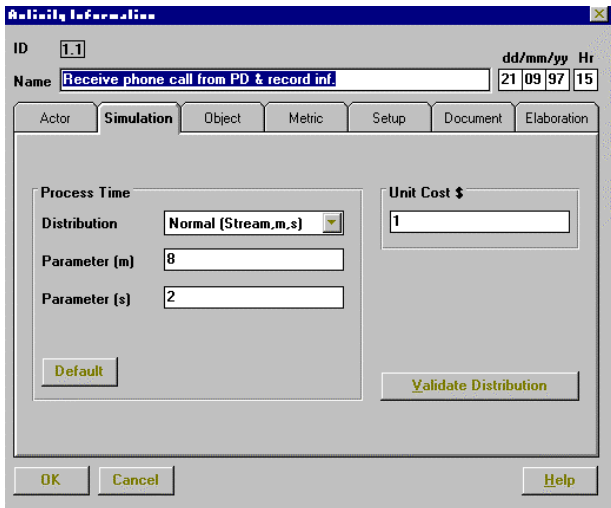 Activity Information
ID 1.1
dd/mm/yy Hr
Name Receive phone call from PD & record inf. 21 09 97 15
Actor Simulation Object Metric Setup Document Elaboration
Process Time Unit Cost $
Distribution Normal (Stream,m,s) 1
Parameter (m) 8
Parameter (s) 2
Default
Validate Distribution
OK Cancel Help